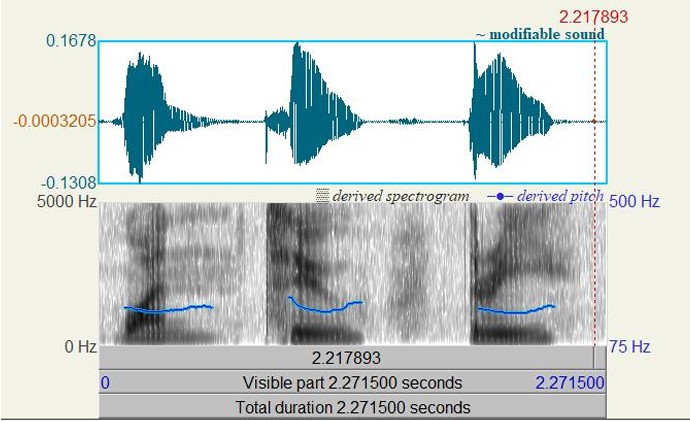 2.217893
0.1678
~ modifiable sound
-0.0003205
-0.1308
derived spectrogram
derived pitch
5000 Hz
500 Hz
0 Hz
75 Hz
2.217893
0
Visible part 2.271500 seconds
2.271500
Total duration 2.271500 seconds